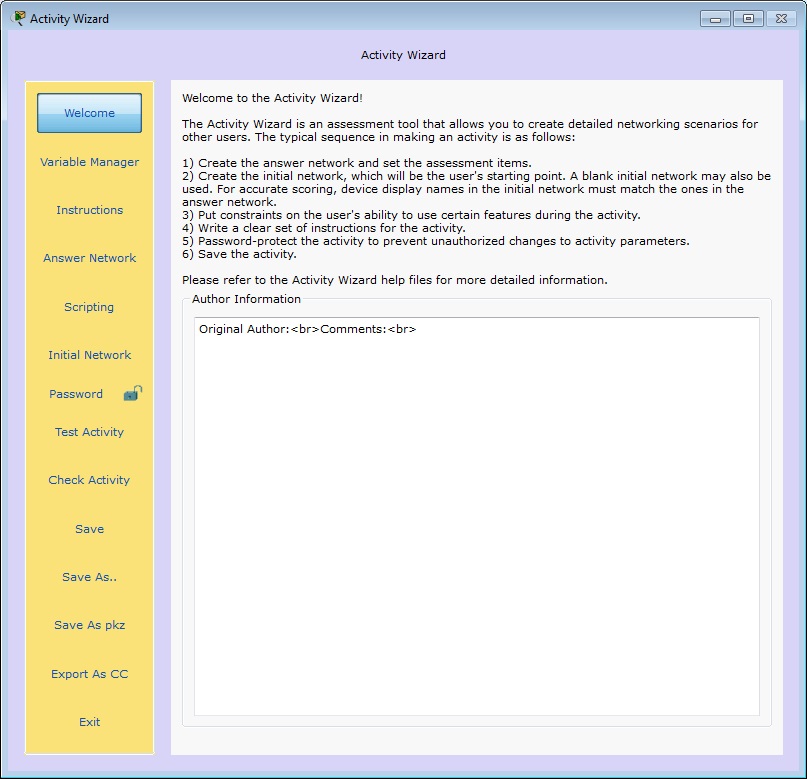 Activity Wizard
Activity Wizard
Welcome
Variable Manager
Instructions
Answer Network
Scripting
Initial Network
Password
Test Activity
Check Activity
Save
Save As..
Save As pkz
Export As CC
Exit
Welcome to the Activity Wizard!
The Activity Wizard is an assessment tool that allows you to create detailed networking scenarios for
other users. The typical sequence in making an activity is as follows:
1) Create the answer network and set the assessment items.
2) Create the initial network, which will be the user's starting point. A blank initial network may also be
used. For accurate scoring, device display names in the initial network must match the ones in the
answer network.
3) Put constraints on the user's ability to use certain features during the activity.
4) Write a clear set of instructions for the activity.
5) Password-protect the activity to prevent unauthorized changes to activity parameters.
6) Save the activity.
Please refer to the Activity Wizard help files for more detailed information.
Author Information
Original Author:<br>Comments:<br>